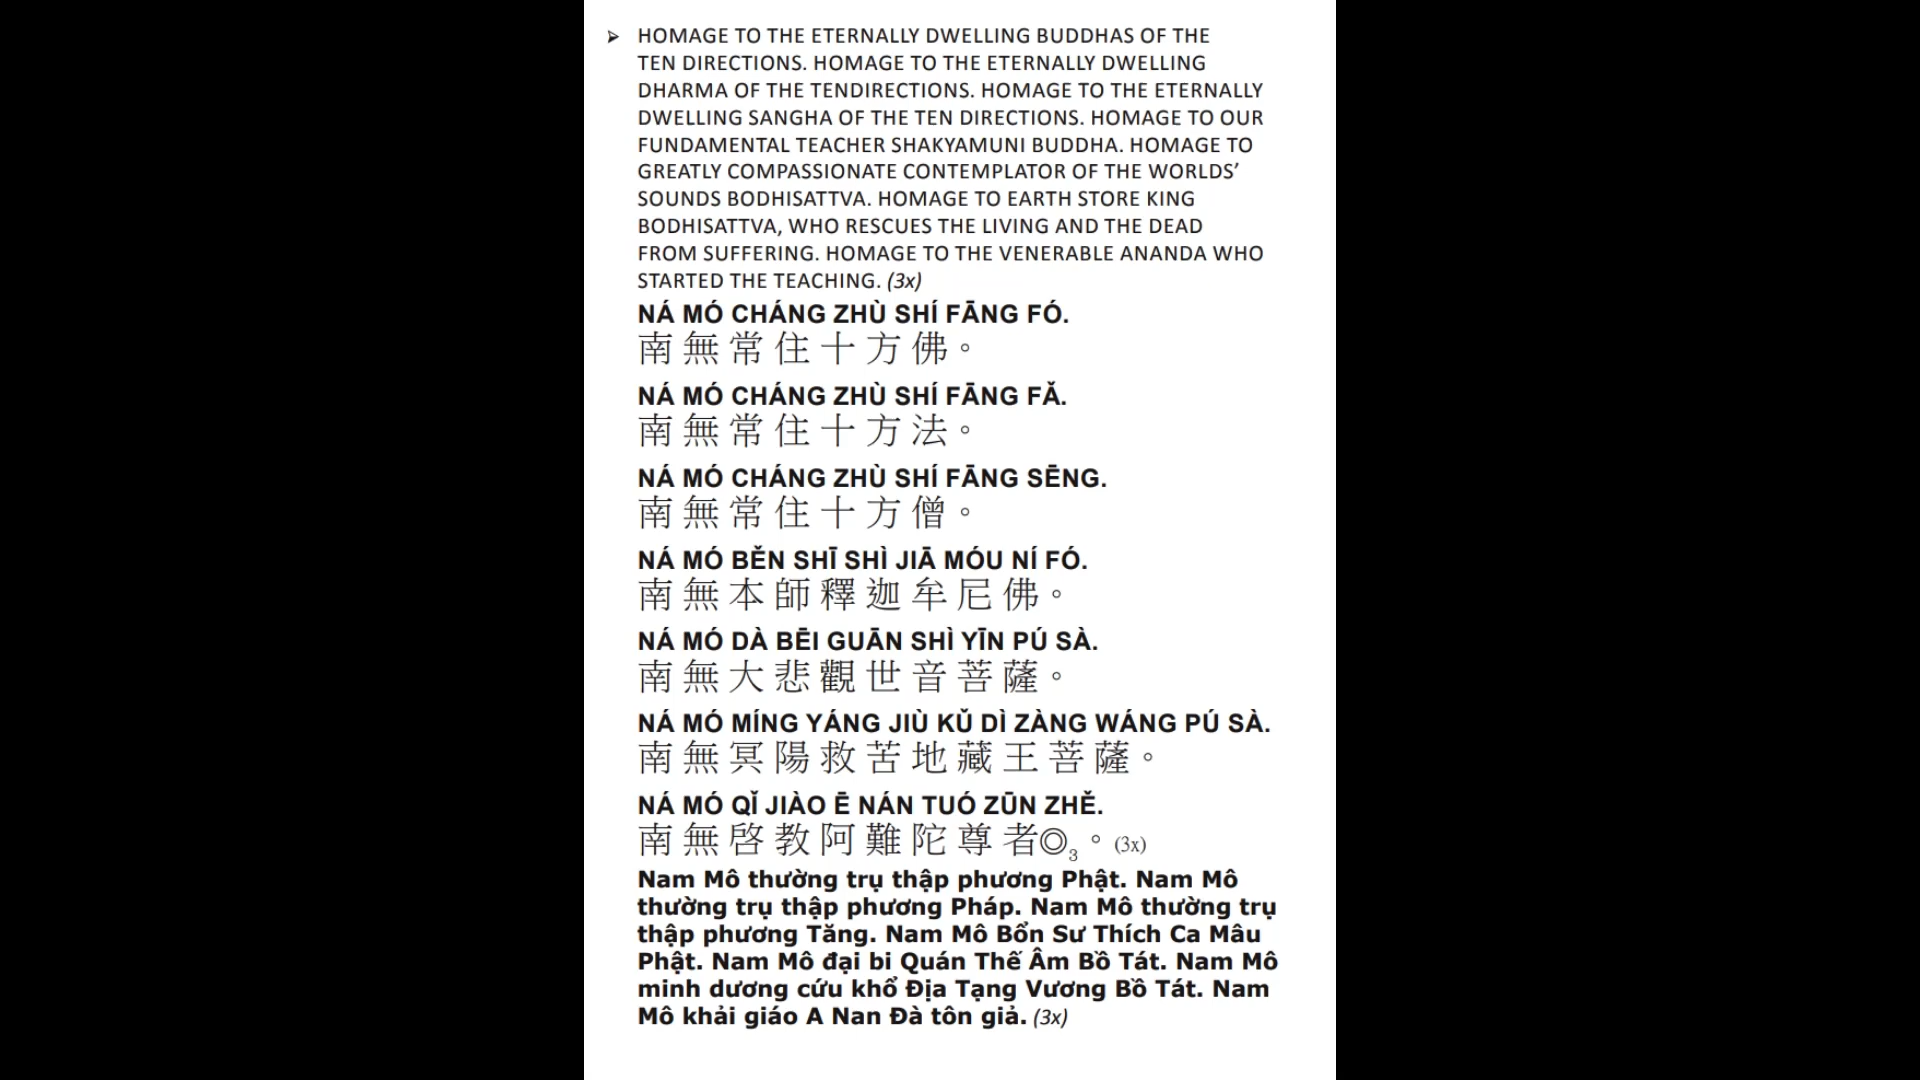 ➢ HOMAGE TO THE ETERNALLY DWELLING BUDDHAS OF THE
TEN DIRECTIONS. HOMAGE TO THE ETERNALLY DWELLING
DHARMA OF THE TENDIRECTIONS. HOMAGE TO THE ETERNALLY
DWELLING SANGHA OF THE TEN DIRECTIONS. HOMAGE TO OUR
FUNDAMENTAL TEACHER SHAKYAMUNI BUDDHA. HOMAGE TO
GREATLY COMPASSIONATE CONTEMPLATOR OF THE WORLDS’
SOUNDS BODHISATTVA. HOMAGE TO EARTH STORE KING
BODHISATTVA, WHO RESCUES THE LIVING AND THE DEAD
FROM SUFFERING. HOMAGE TO THE VENERABLE ANANDA WHO
STARTED THE TEACHING. (3x)
NÁ MÓ CHÁNG ZHÙ SHÍ FĀNG FÓ.
南無常住十方佛。
NÁ MÓ CHÁNG ZHÙ SHÍ FĀNG FǍ.
南無常住十方法。
NÁ MÓ CHÁNG ZHÙ SHÍ FĀNG SĒNG.
南無常住十方僧。
NÁ MÓ BĚN SHĪ SHÌ JIĀ MÓU NÍ FÓ.
南無本師釋迦牟尼佛。
NÁ MÓ DÀ BĒI GUĀN SHÌ YĪN PÚ SÀ.
南無大悲觀世音菩薩。
NÁ MÓ MÍNG YÁNG JIÙ KǓ DÌ ZÀNG WÁNG PÚ SÀ.
南無冥陽救苦地藏王菩薩。
NÁ MÓ QǏ JIÀO Ē NÁN TUÓ ZŪN ZHĚ.
南無啓教阿難陀尊者◎3。(3x)
Nam Mô thường trụ thập phương Phật. Nam Mô
thường trụ thập phương Pháp. Nam Mô thường trụ
thập phương Tăng. Nam Mô Bổn Sư Thích Ca Mâu
Phật. Nam Mô đại bi Quán Thế Âm Bồ Tát. Nam Mô
minh dương cứu khổ Địa Tạng Vương Bồ Tát. Nam
Mô khải giáo A Nan Đà tôn giả. (3x)